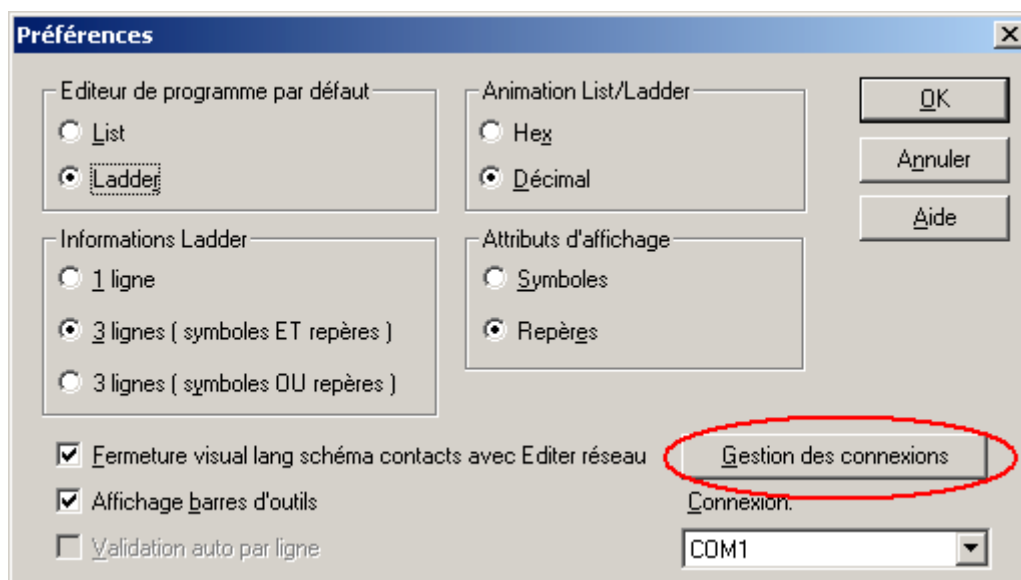 Préférences
Editeur de programme par défaut
List
Ladder
Animation List/Ladder
Hex
Décimal
OK
Annuler
Aide
Informations Ladder
1 ligne
3 lignes ( symboles ET repères )
3 lignes ( symboles OU repères )
Attributs d'affichage
Symboles
Repères
Fermeture visual lang schéma contacts avec Editer réseau
Gestion des connexions
Affichage barres d'outils
Connexion:
Validation auto par ligne
COM1